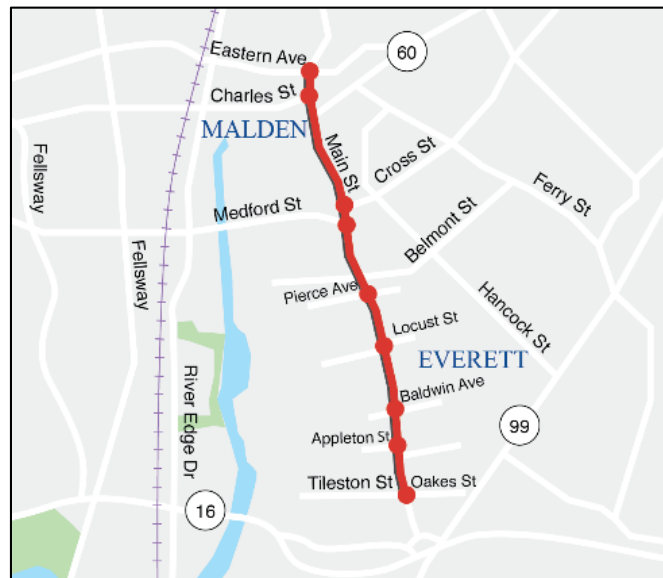 Eastern Ave
60
Charles St
MALDEN
Main St
Cross St
Fellsway
Ferry St
Medford St
Belmont St
Fellsway
Pierce Ave
Hancock St
Locust St
EVERETT
River Edge Dr
Baldwin Ave
99
Appleton St
Tileston St
Oakes St
16